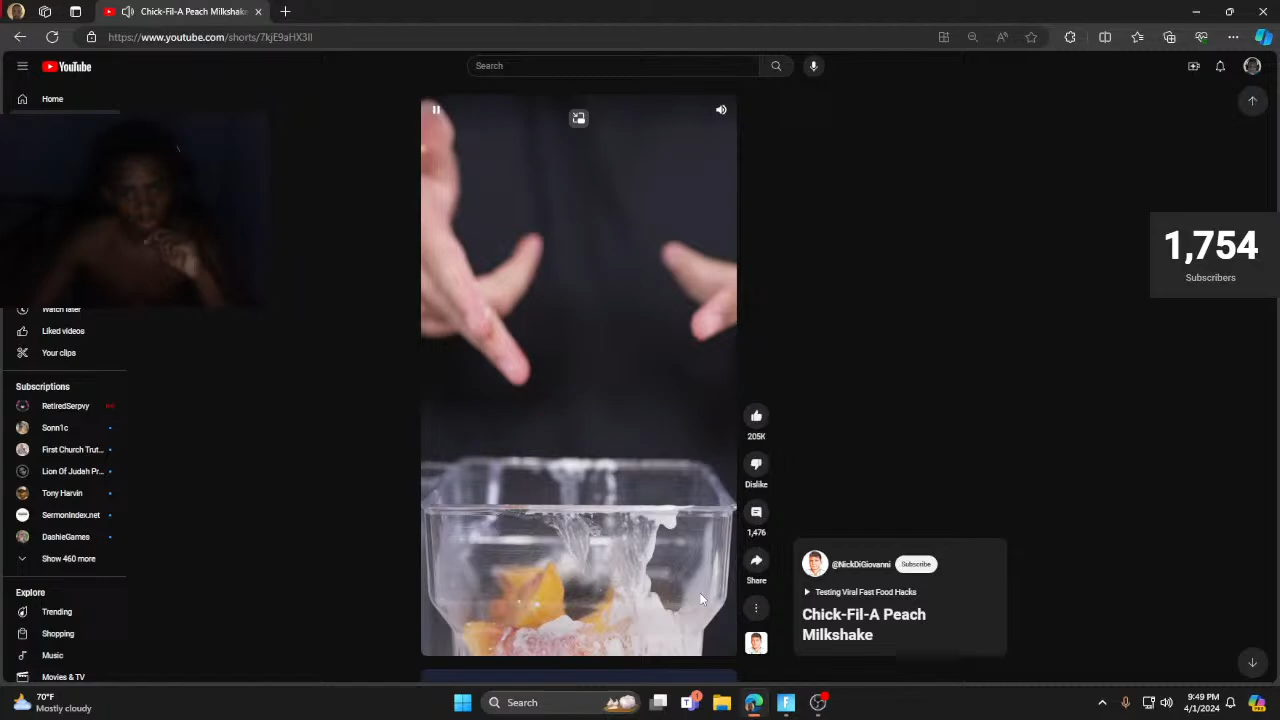 Chick-Fil-A Peach Milkshake
https://www.youtube.com/shorts/7kjE9aHX3lI
YouTube
Search
Home
1,754
Subscribers
Watch later
Liked videos
Your clips
Subscriptions
RetiredSerpvy
Sonn1c
First Church Trut...
Lion Of Judah Pr...
Tony Harvin
SermonIndex.net
DashieGames
Show 460 more
Explore
Trending
Shopping
Music
Movies & TV
205K
Dislike
1,476
Share
@NickDiGiovanni
Subscribe
Testing Viral Fast Food Hacks
Chick-Fil-A Peach
Milkshake
70°F
Mostly cloudy
Search
1
9:49 PM
4/1/2024